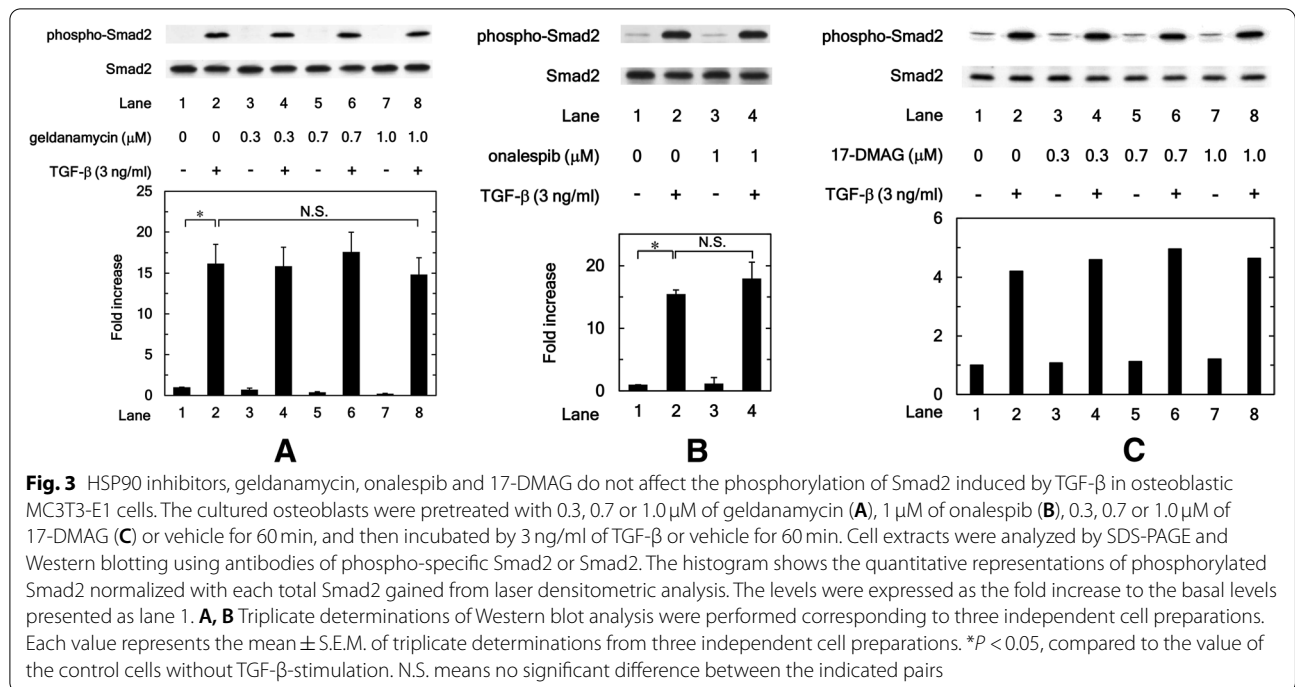 phospho-Smad2
Smad2
Lane 1 2 3 4 5 6 7 8
geldanamycin (μM) 0 0 0.3 0.3 0.7 0.7 1.0 1.0
TGF-β (3 ng/ml) - + - + - + - +
25
20
15
10
5
0
Fold increase
* N.S.
Lane 1 2 3 4 5 6 7 8
A
phospho-Smad2
Smad2
Lane 1 2 3 4
onalespib (μM) 0 0 1 1
TGF-β (3 ng/ml) - + - +
20
10
0
Fold increase
* N.S.
Lane 1 2 3 4
B
phospho-Smad2
Smad2
Lane 1 2 3 4 5 6 7 8
17-DMAG (μM) 0 0 0.3 0.3 0.7 0.7 1.0 1.0
TGF-β (3 ng/ml) - + - + - + - +
6
4
2
0
Lane 1 2 3 4 5 6 7 8
C
Fig. 3 HSP90 inhibitors, geldanamycin, onalespib and 17-DMAG do not affect the phosphorylation of Smad2 induced by TGF-β in osteoblastic
MC3T3-E1 cells. The cultured osteoblasts were pretreated with 0.3, 0.7 or 1.0 μM of geldanamycin (A), 1 μM of onalespib (B), 0.3, 0.7 or 1.0 μM of
17-DMAG (C) or vehicle for 60 min, and then incubated by 3 ng/ml of TGF-β or vehicle for 60 min. Cell extracts were analyzed by SDS-PAGE and
Western blotting using antibodies of phospho-specific Smad2 or Smad2. The histogram shows the quantitative representations of phosphorylated
Smad2 normalized with each total Smad2 gained from laser densitometric analysis. The levels were expressed as the fold increase to the basal levels
presented as lane 1. A, B Triplicate determinations of Western blot analysis were performed corresponding to three independent cell preparations.
Each value represents the mean ± S.E.M. of triplicate determinations from three independent cell preparations. *P < 0.05, compared to the value of
the control cells without TGF-β-stimulation. N.S. means no significant difference between the indicated pairs